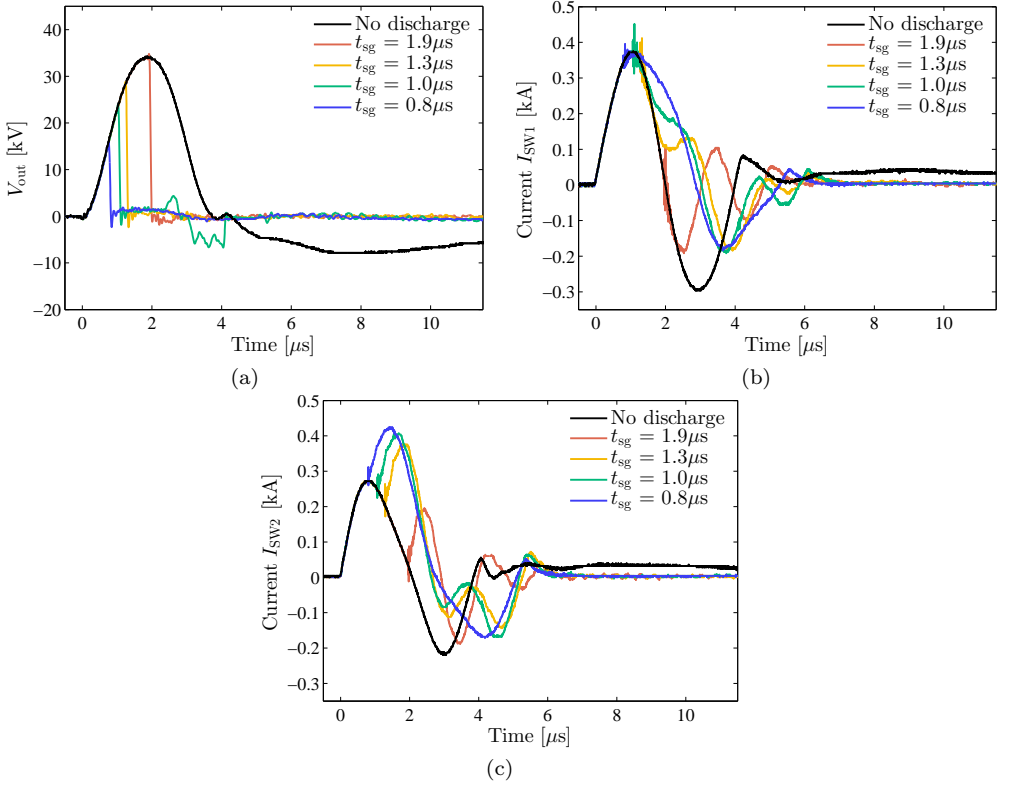 40
30
20
10
0
−10
−20
V_out [kV]
No discharge
t_sg = 1.9μs
t_sg = 1.3μs
t_sg = 1.0μs
t_sg = 0.8μs
0 2 4 6 8 10
Time [μs]
(a)
0.5
0.4
0.3
0.2
0.1
0
−0.1
−0.2
−0.3
Current I_SW1 [kA]
No discharge
t_sg = 1.9μs
t_sg = 1.3μs
t_sg = 1.0μs
t_sg = 0.8μs
0 2 4 6 8 10
Time [μs]
(b)
0.5
0.4
0.3
0.2
0.1
0
−0.1
−0.2
−0.3
Current I_SW2 [kA]
No discharge
t_sg = 1.9μs
t_sg = 1.3μs
t_sg = 1.0μs
t_sg = 0.8μs
0 2 4 6 8 10
Time [μs]
(c)